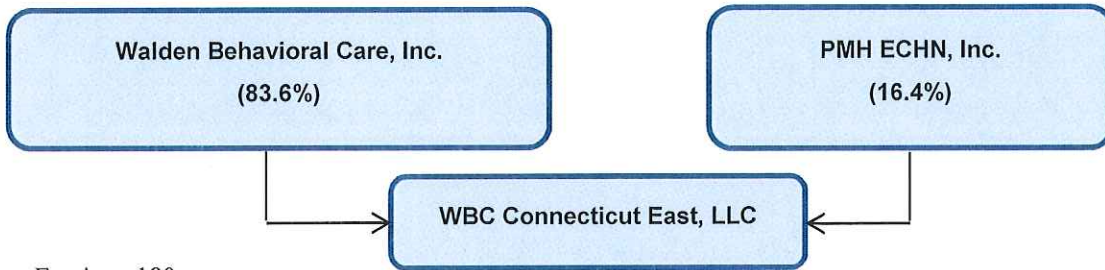 Walden Behavioral Care, Inc.
(83.6%)
PMH ECHN, Inc.
(16.4%)
WBC Connecticut East, LLC